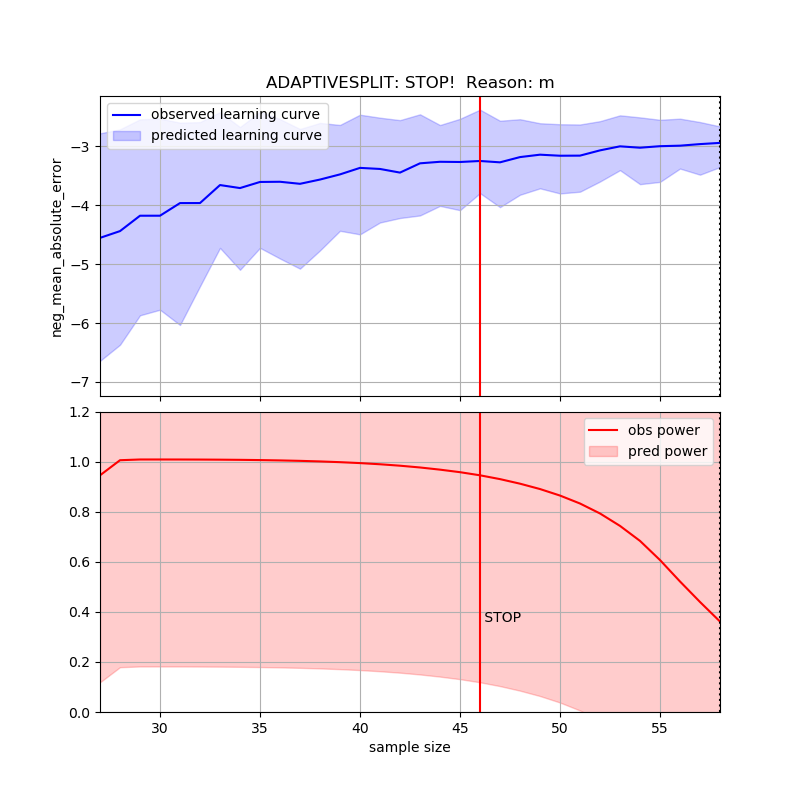 ADAPTIVESPLIT: STOP! Reason: m
observed learning curve
predicted learning curve
neg_mean_absolute_error
−3
−4
−5
−6
−7
1.2
1.0
0.8
0.6
0.4
0.2
0.0
obs power
pred power
STOP
30 35 40 45 50 55
sample size